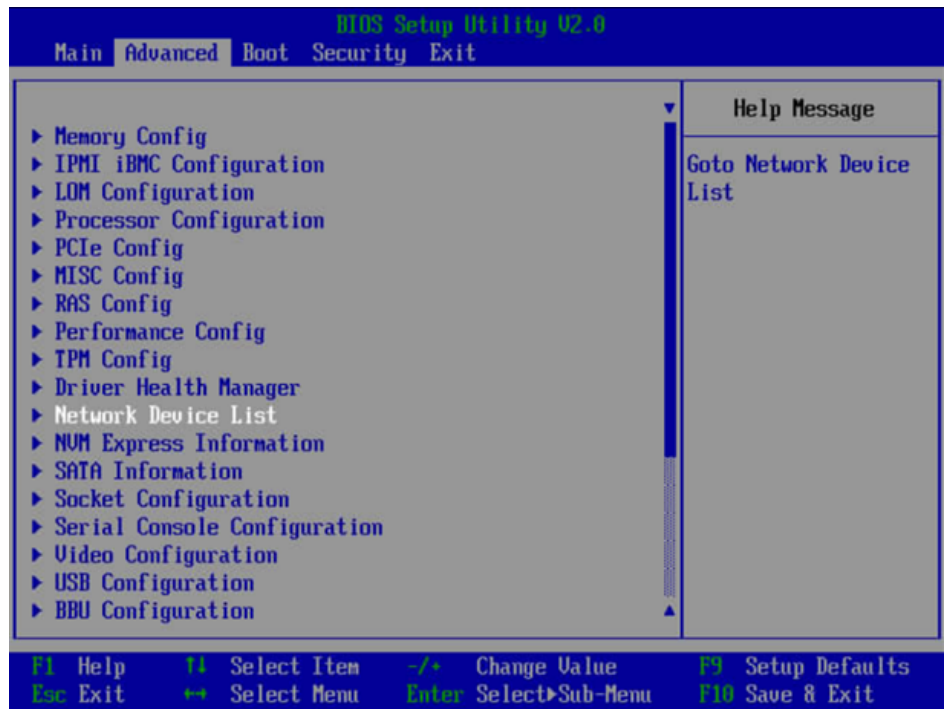 BIOS Setup Utility V2.0
Main Advanced Boot Security Exit
Help Message
Goto Network Device
List
▶ Memory Config
▶ IPMI iBMC Configuration
▶ LOM Configuration
▶ Processor Configuration
▶ PCIe Config
▶ MISC Config
▶ RAS Config
▶ Performance Config
▶ TPM Config
▶ Driver Health Manager
▶ Network Device List
▶ NVM Express Information
▶ SATA Information
▶ Socket Configuration
▶ Serial Console Configuration
▶ Video Configuration
▶ USB Configuration
▶ BBU Configuration
F1 Help ↑↓ Select Item -/+ Change Value F9 Setup Defaults
Esc Exit ↔ Select Menu Enter Select▶Sub-Menu F10 Save & Exit